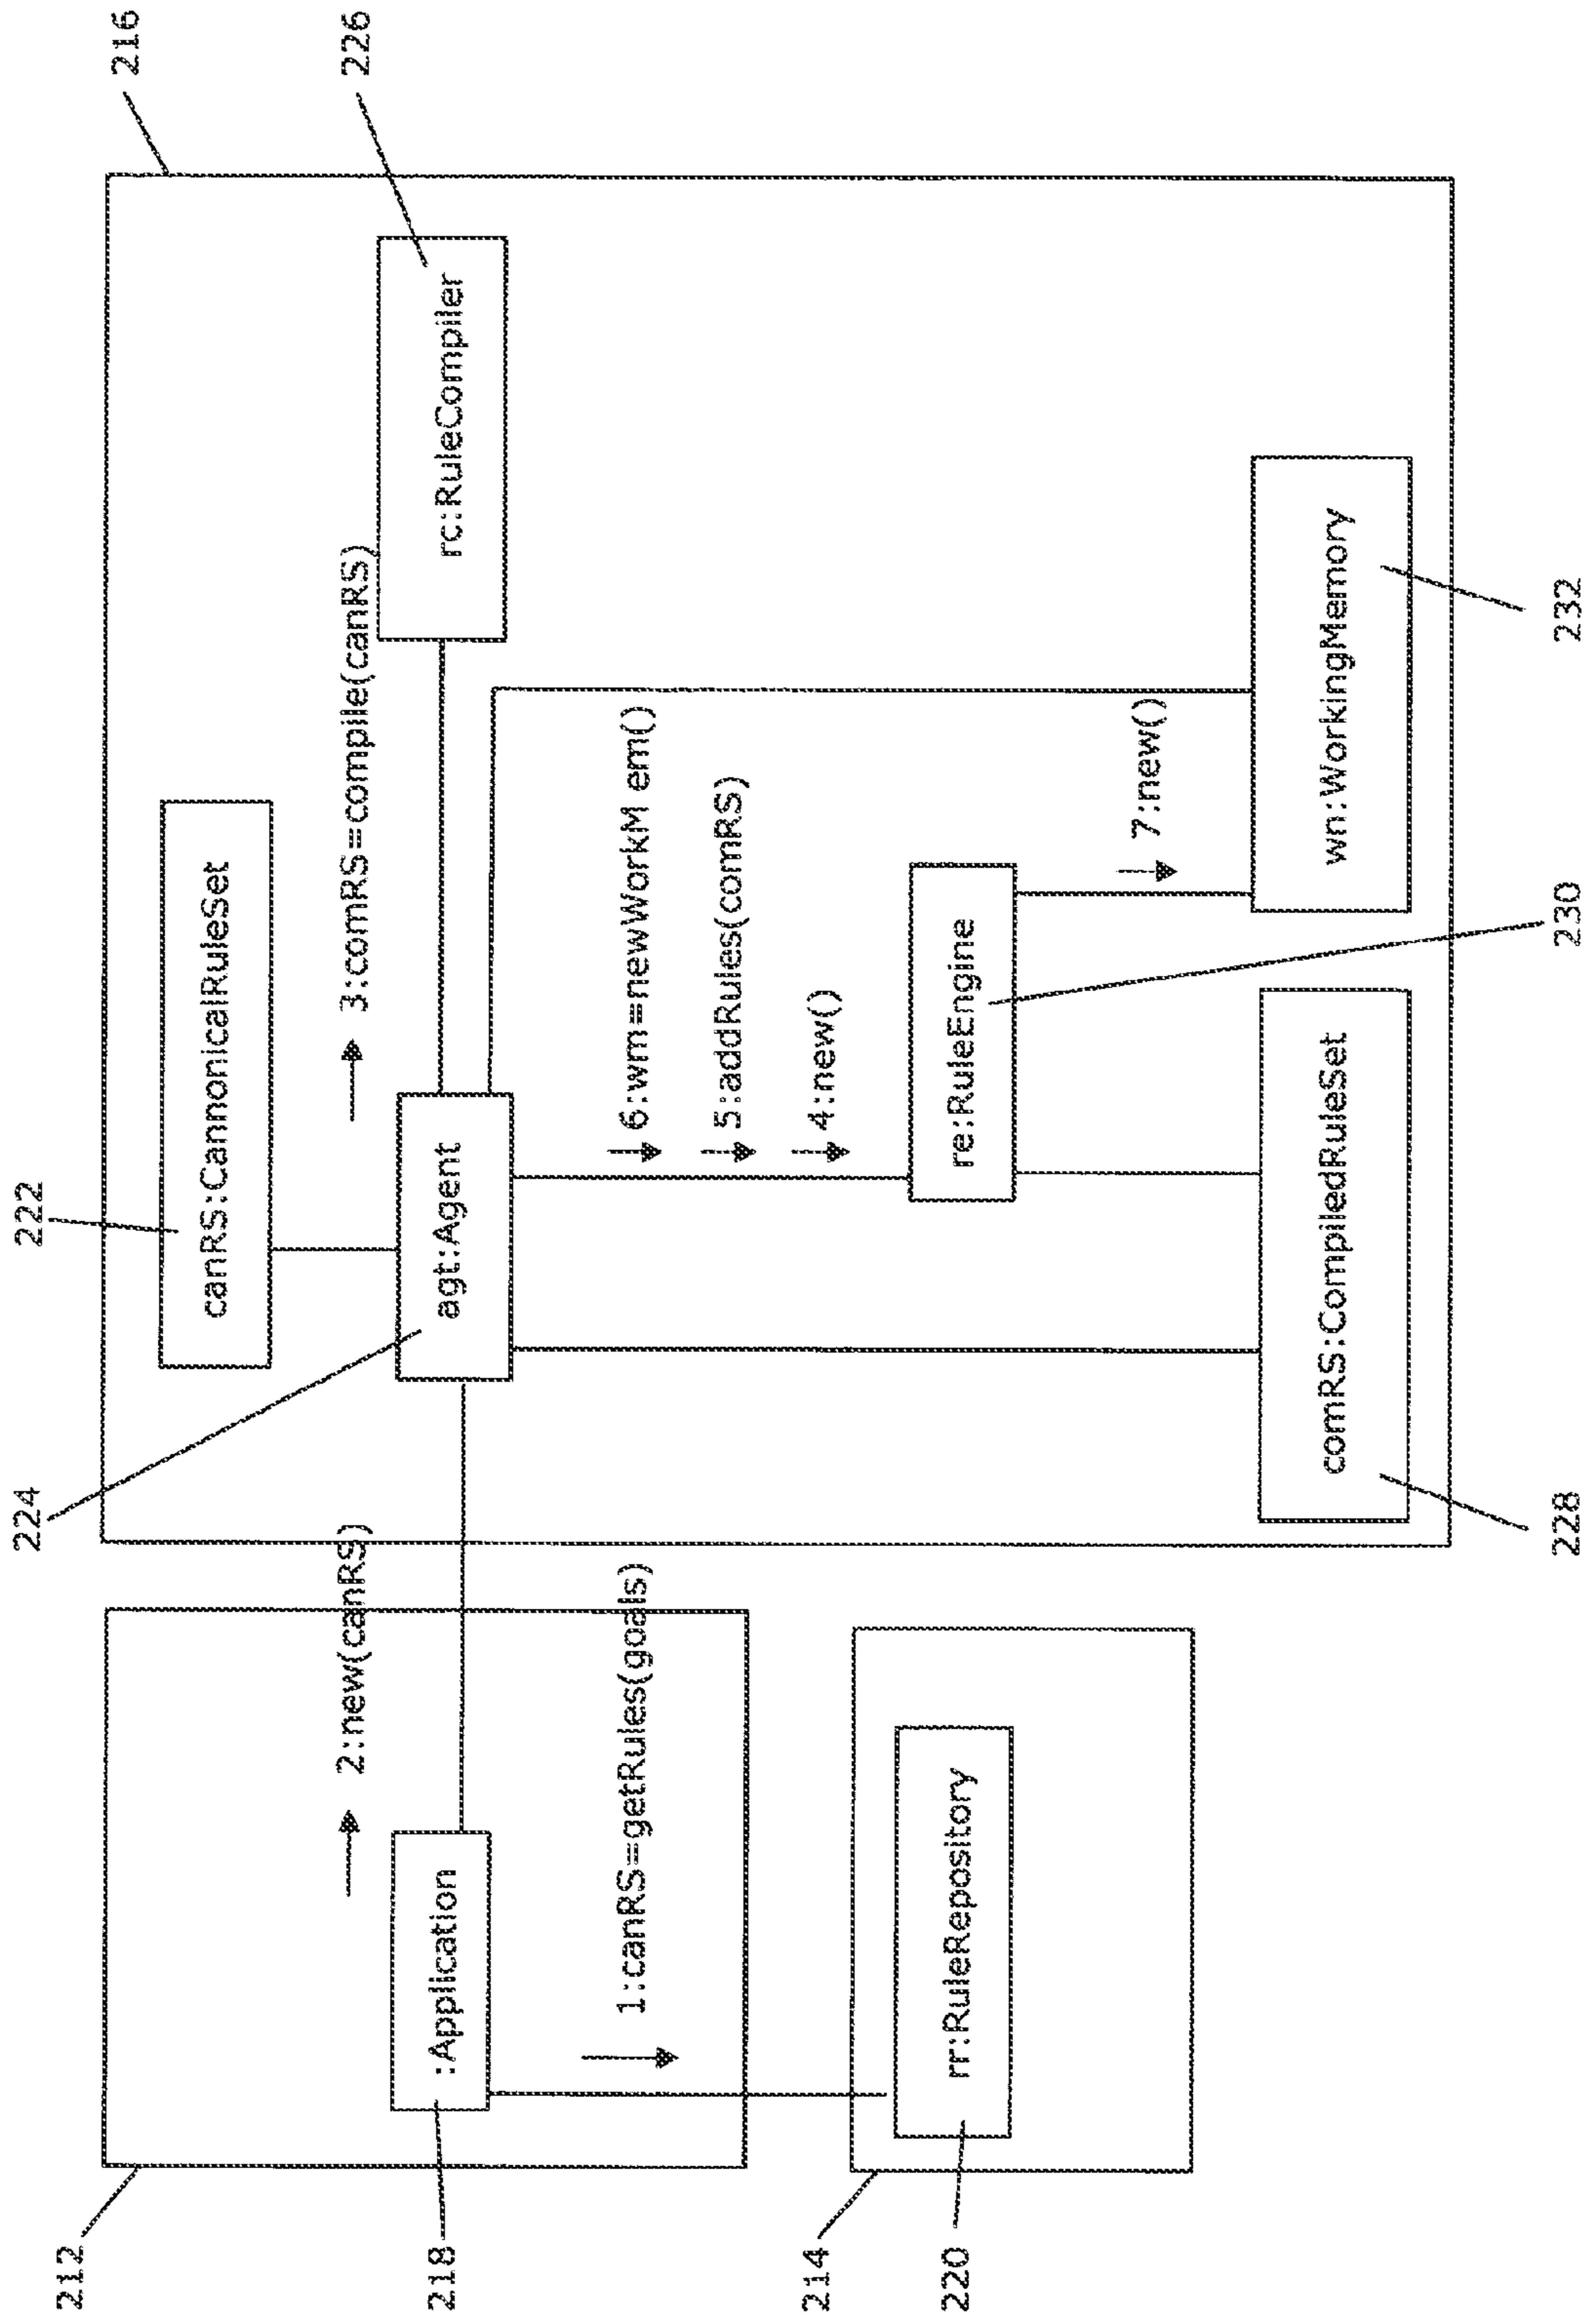 216
226
222
224
canRS:CannonicalRuleSet
3:comRS=compile(canRS)
rc:RuleCompiler
agt:Agent
6:wm=newWorkM em()
5:addRules(comRS)
4:new()
re:RuleEngine
7:new()
comRS:CompiledRuleSet
wn:WorkingMemory
228
230
232
212
2:new(canRS)
:Application
218
1:canRS=getRules(goals)
214
rr:RuleRepository
220